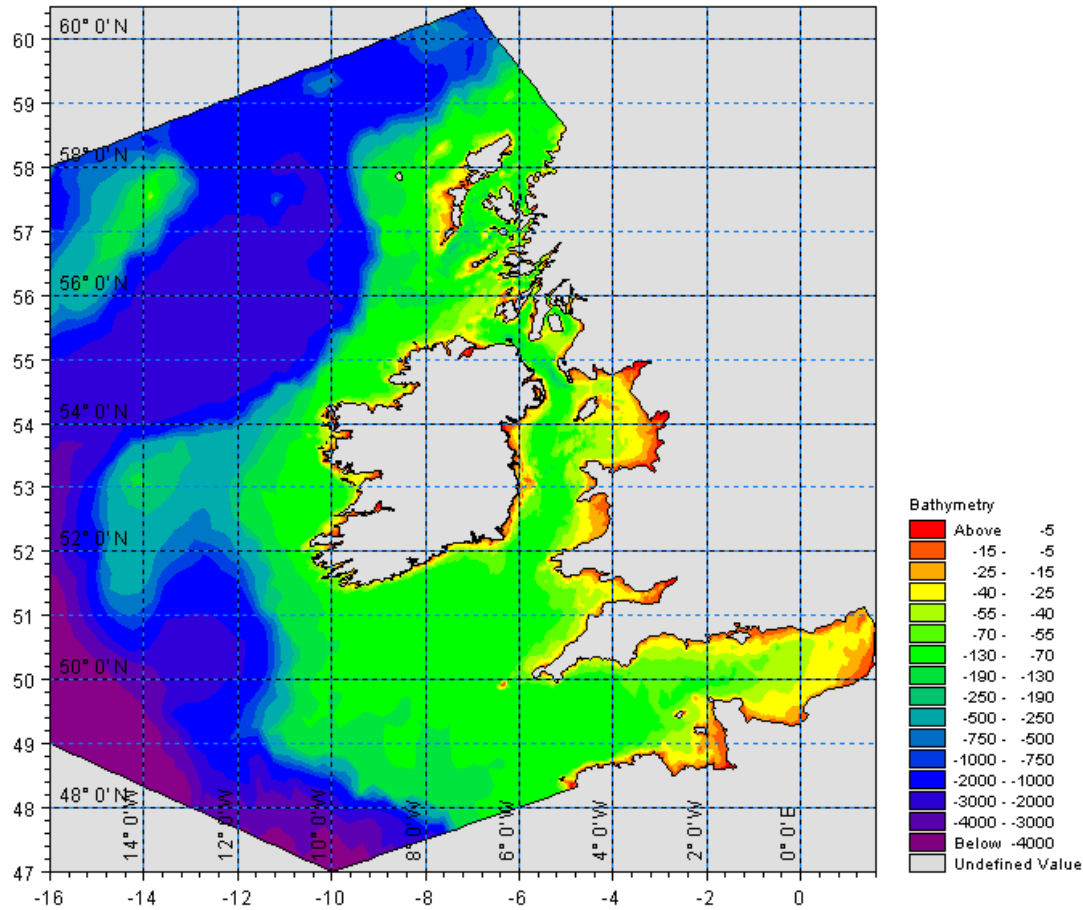 60° 0' N
60
59
58° 0' N
58
57
56° 0' N
56
55
54° 0' N
54
53
52° 0' N
52
51
50° 0' N
50
49
48° 0' N
48
47
14° 0' W
12° 0' W
10° 0' W
8° 0' W
6° 0' W
4° 0' W
2° 0' W
0° 0' E
-16 -14 -12 -10 -8 -6 -4 -2 0
Bathymetry
Above -5
-15 - -5
-25 - -15
-40 - -25
-55 - -40
-70 - -55
-130 - -70
-190 - -130
-250 - -190
-500 - -250
-750 - -500
-1000 - -750
-2000 - -1000
-3000 - -2000
-4000 - -3000
Below -4000
Undefined Value